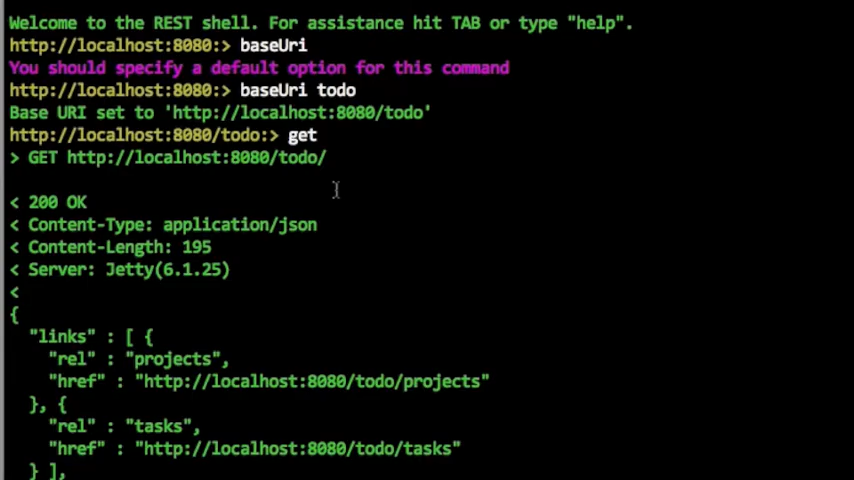 Welcome to the REST shell. For assistance hit TAB or type "help".
http://localhost:8080:> baseUri
You should specify a default option for this command
http://localhost:8080:> baseUri todo
Base URI set to 'http://localhost:8080/todo'
http://localhost:8080/todo:> get
> GET http://localhost:8080/todo/
< 200 OK
< Content-Type: application/json
< Content-Length: 195
< Server: Jetty(6.1.25)
<
{
"links" : [ {
"rel" : "projects",
"href" : "http://localhost:8080/todo/projects"
}, {
"rel" : "tasks",
"href" : "http://localhost:8080/todo/tasks"
} ],